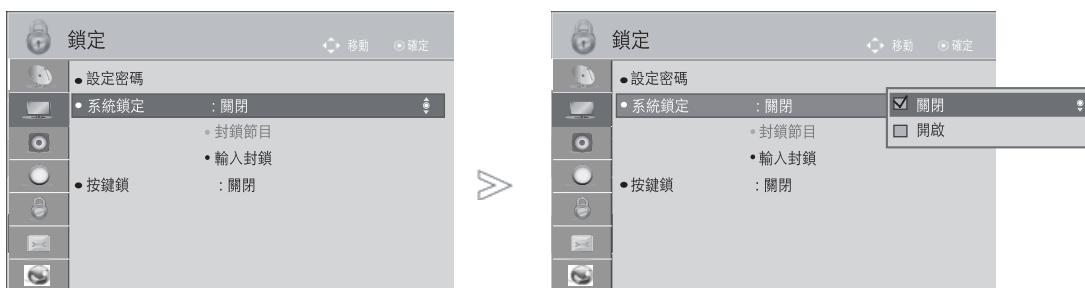 鎖定
移動 確定
● 設定密碼
● 系統鎖定 : 關閉
● 封鎖節目
● 輸入封鎖
● 按鍵鎖 : 關閉
鎖定
移動 確定
● 設定密碼
● 系統鎖定 : 關閉
● 封鎖節目
● 輸入封鎖
● 按鍵鎖 : 關閉
關閉
開啟